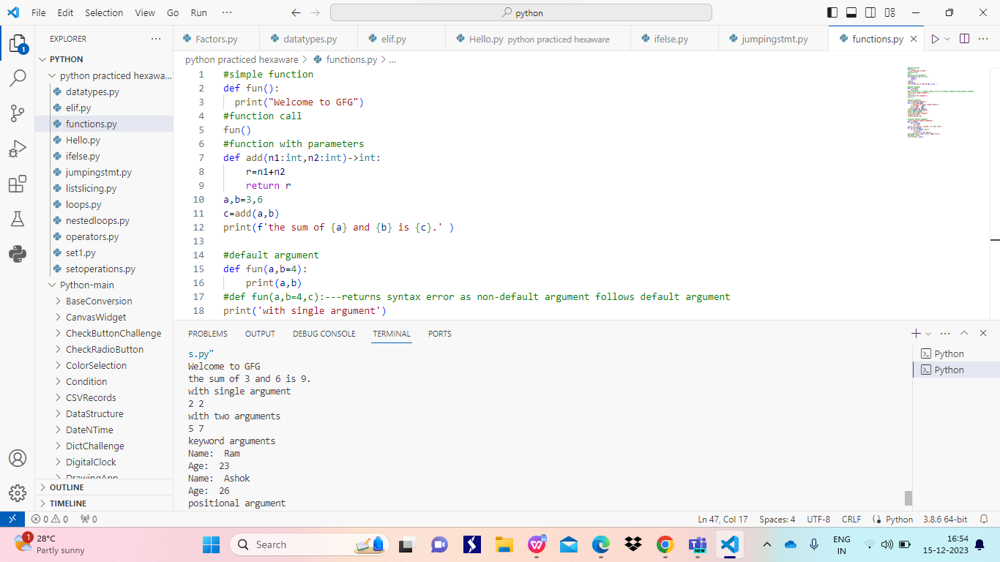 File Edit Selection View Go Run ···
python
EXPLORER ···
PYTHON
python practiced hexawa...
datatypes.py
elif.py
functions.py
Hello.py
ifelse.py
jumpingstmt.py
listslicing.py
loops.py
nestedloops.py
operators.py
set1.py
setoperations.py
Python-main
BaseConversion
CanvasWidget
CheckButtonChallenge
CheckRadioButton
ColorSelection
Condition
CSVRecords
DataStructure
DateNTime
DictChallenge
DigitalClock
DrawingApp
OUTLINE
TIMELINE
1
Factors.py datatypes.py elif.py Hello.py python practiced hexaware ifelse.py jumpingstmt.py functions.py
python practiced hexaware > functions.py > ...
1 #simple function
2 def fun():
3 print("Welcome to GFG")
4 #function call
5 fun()
6 #function with parameters
7 def add(n1:int,n2:int)->int:
8 r=n1+n2
9 return r
10 a,b=3,6
11 c=add(a,b)
12 print(f'the sum of {a} and {b} is {c}.' )
13
14 #default argument
15 def fun(a,b=4):
16 print(a,b)
17 #def fun(a,b=4,c):---returns syntax error as non-default argument follows default argument
18 print('with single argument')
PROBLEMS OUTPUT DEBUG CONSOLE TERMINAL PORTS
s.py"
Welcome to GFG
the sum of 3 and 6 is 9.
with single argument
2 2
with two arguments
5 7
keyword arguments
Name:  Ram
Age:  23
Name:  Ashok
Age:  26
positional argument
Python
Python
0 0 0 Ln 47, Col 17 Spaces: 4 UTF-8 CRLF Python 3.8.6 64-bit
1
28°C
Partly sunny
Search
NEW
ENG
IN
16:54
15-12-2023